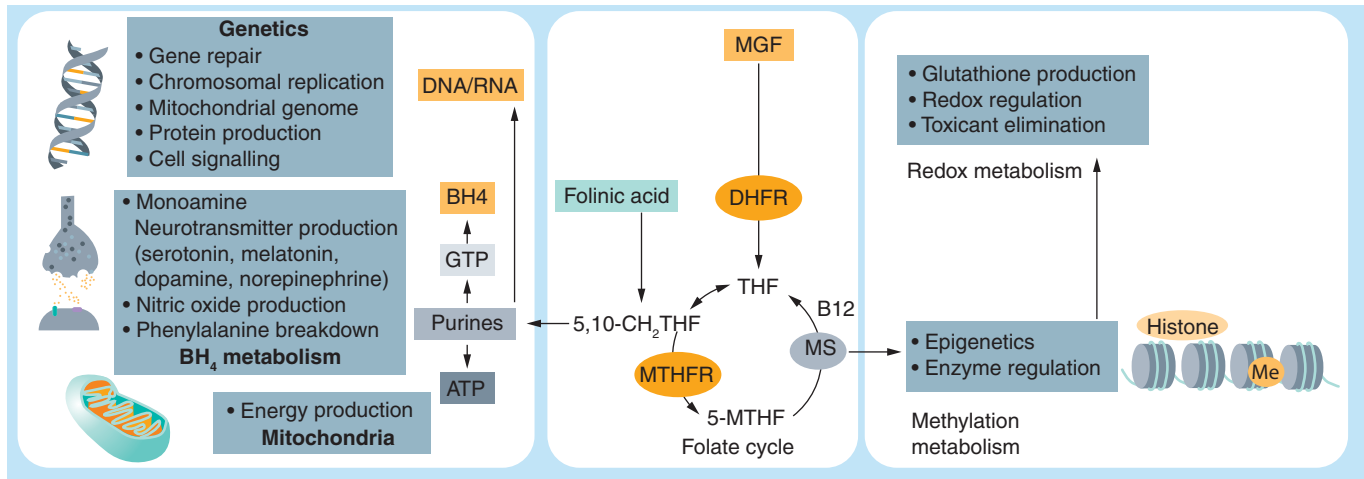 Genetics
• Gene repair
• Chromosomal replication
• Mitochondrial genome
• Protein production
• Cell signalling
• Monoamine
Neurotransmitter production
(serotonin, melatonin,
dopamine, norepinephrine)
• Nitric oxide production
• Phenylalanine breakdown
BH₄ metabolism
• Energy production
Mitochondria
DNA/RNA
BH4
GTP
Purines
ATP
MGF
Folinic acid
DHFR
THF
5,10-CH₂THF
B12
MS
MTHFR
5-MTHF
Folate cycle
• Glutathione production
• Redox regulation
• Toxicant elimination
Redox metabolism
• Epigenetics
• Enzyme regulation
Histone
Me
Methylation
metabolism